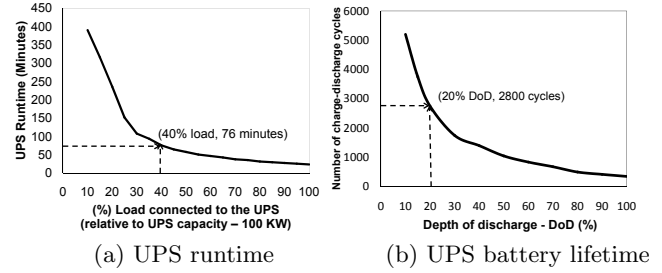 UPS Runtime (Minutes)
450
400
350
300
250
200
150
100
50
0
(40% load, 76 minutes)
0 10 20 30 40 50 60 70 80 90 100
(%) Load connected to the UPS
(relative to UPS capacity – 100 KW)
(a) UPS runtime
Number of charge-discharge cycles
6000
5000
4000
3000
2000
1000
0
(20% DoD, 2800 cycles)
0 10 20 30 40 50 60 70 80 90 100
Depth of discharge - DoD (%)
(b) UPS battery lifetime